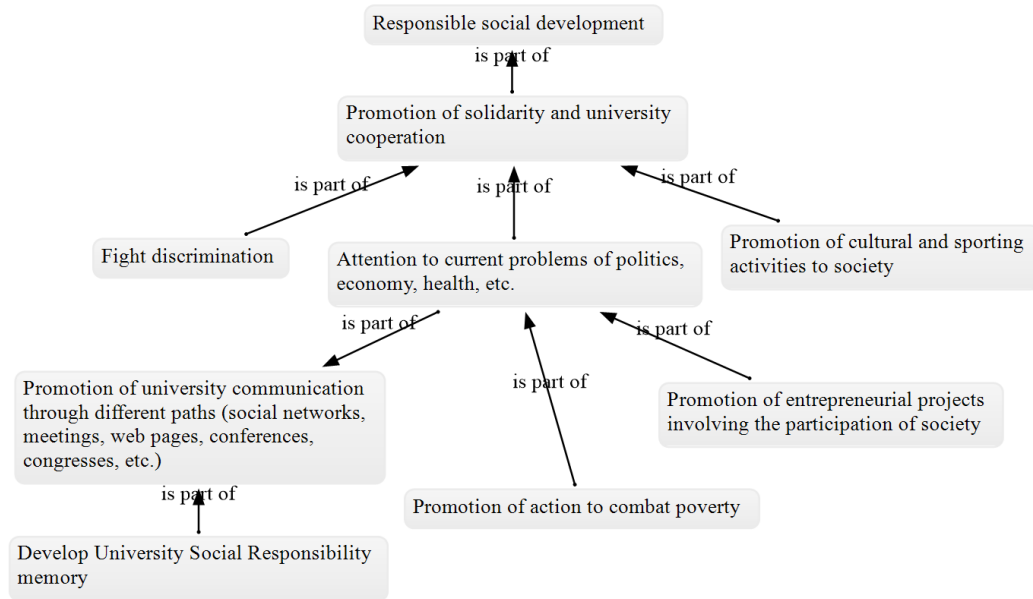 Responsible social development
is part of
Promotion of solidarity and university
cooperation
is part of
is part of
is part of
Fight discrimination
Attention to current problems of politics,
economy, health, etc.
Promotion of cultural and sporting
activities to society
is part of
is part of
is part of
Promotion of university communication
through different paths (social networks,
meetings, web pages, conferences,
congresses, etc.)
Promotion of entrepreneurial projects
involving the participation of society
is part of
Promotion of action to combat poverty
Develop University Social Responsibility
memory